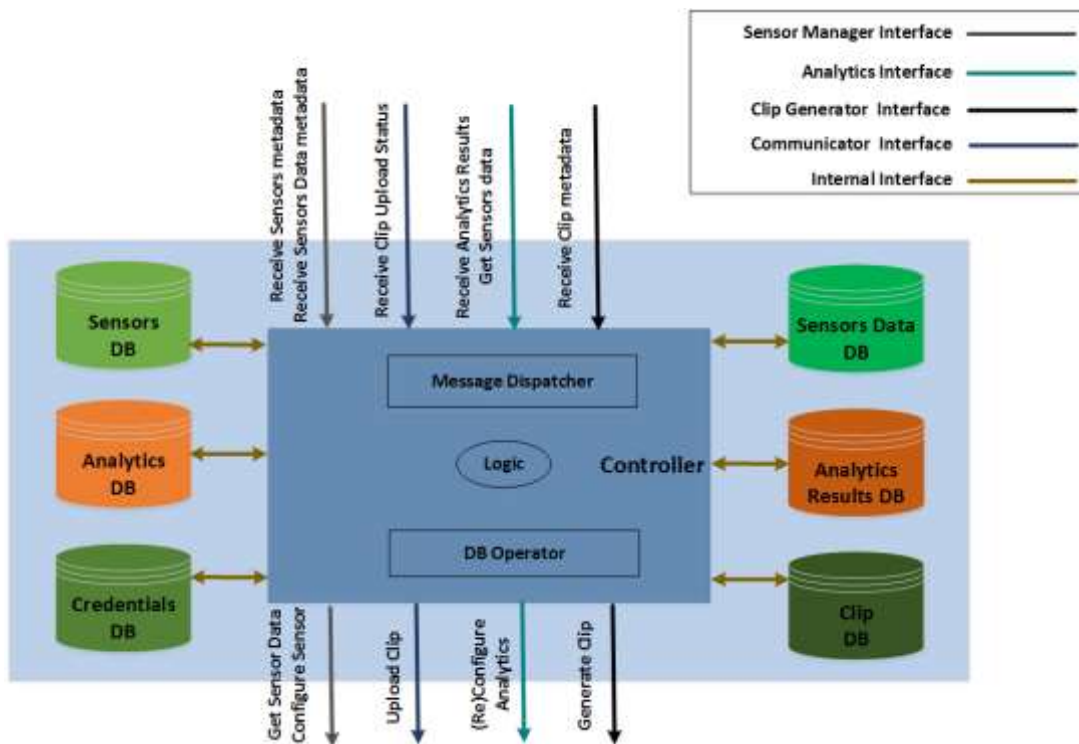 Sensor Manager Interface
Analytics Interface
Clip Generator Interface
Communicator Interface
Internal Interface
Receive Sensors metadata
Receive Sensors Data metadata
Receive Clip Upload Status
Receive Analytics Results
Get Sensors data
Receive Clip metadata
Sensors
DB
Analytics
DB
Credentials
DB
Message Dispatcher
Logic
Controller
DB Operator
Sensors Data
DB
Analytics
Results DB
Clip
DB
Get Sensor Data
Configure Sensor
Upload Clip
(Re)Configure
Analytics
Generate Clip